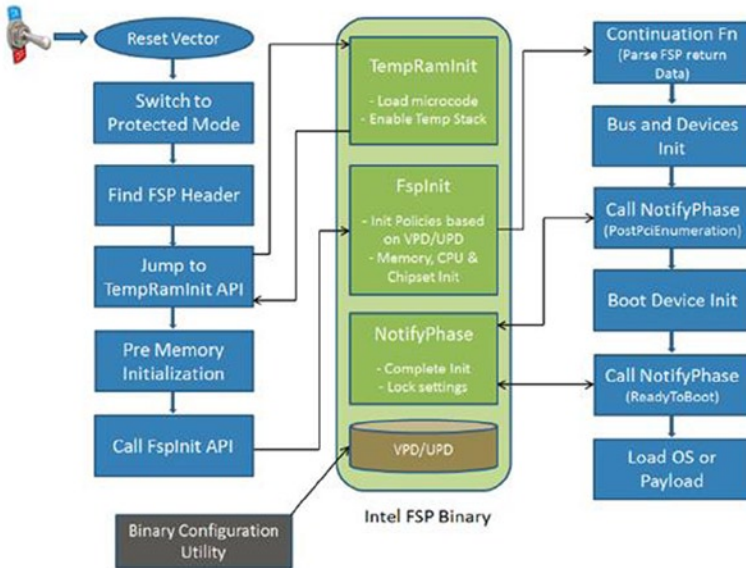 Reset Vector
Switch to
Protected Mode
Find FSP Header
Jump to
TempRamInit API
Pre Memory
Initialization
Call FspInit API
Binary Configuration
Utility
TempRamInit
- Load microcode
- Enable Temp Stack
FspInit
- Init Policies based
on VPD/UPD
- Memory, CPU &
Chipset Init
NotifyPhase
- Complete Init
- Lock settings
VPD/UPD
Intel FSP Binary
Continuation Fn
(Parse FSP return
Data)
Bus and Devices
Init
Call NotifyPhase
(PostPciEnumeration)
Boot Device Init
Call NotifyPhase
(ReadyToBoot)
Load OS or
Payload